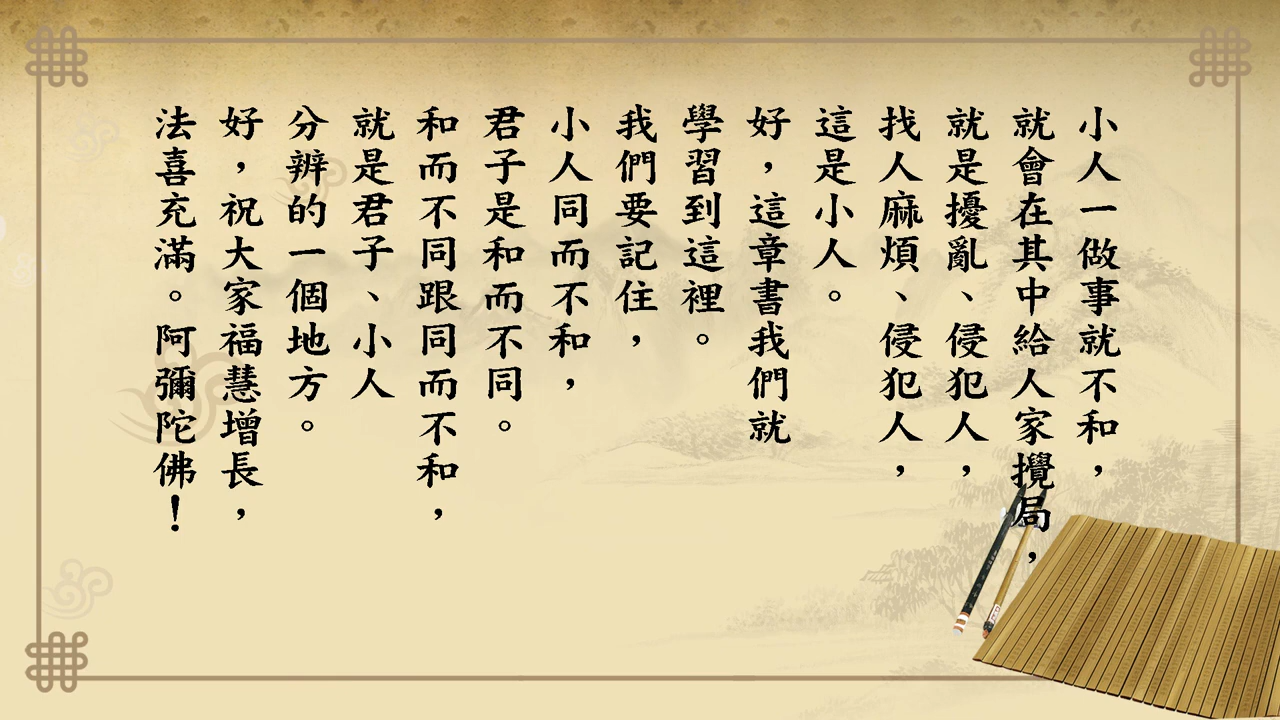 小人一做事就不和，
就會在其中給人家攪局，
就是擾亂、侵犯人，
找人麻煩、侵犯人，
這是小人。
好，這章書我們就
學習到這裡。
我們要記住，
小人同而不和，
君子是和而不同。
和而不同跟同而不和，
就是君子、小人
分辨的一個地方。
好，祝大家福慧增長，
法喜充滿。阿彌陀佛！